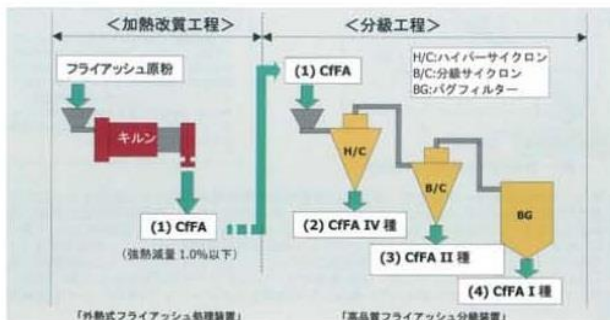 ＜加熱改質工程＞
＜分級工程＞
フライアッシュ原粉
キルン
(1) CfFA
(強熱減量 1.0%以下)
「外熱式フライアッシュ処理装置」
(1) CfFA
H/C:ハイパーサイクロン
B/C:分級サイクロン
BG:バグフィルター
H/C
B/C
BG
(2) CfFA IV 種
(3) CfFA II 種
(4) CfFA I 種
「高品質フライアッシュ分級装置」